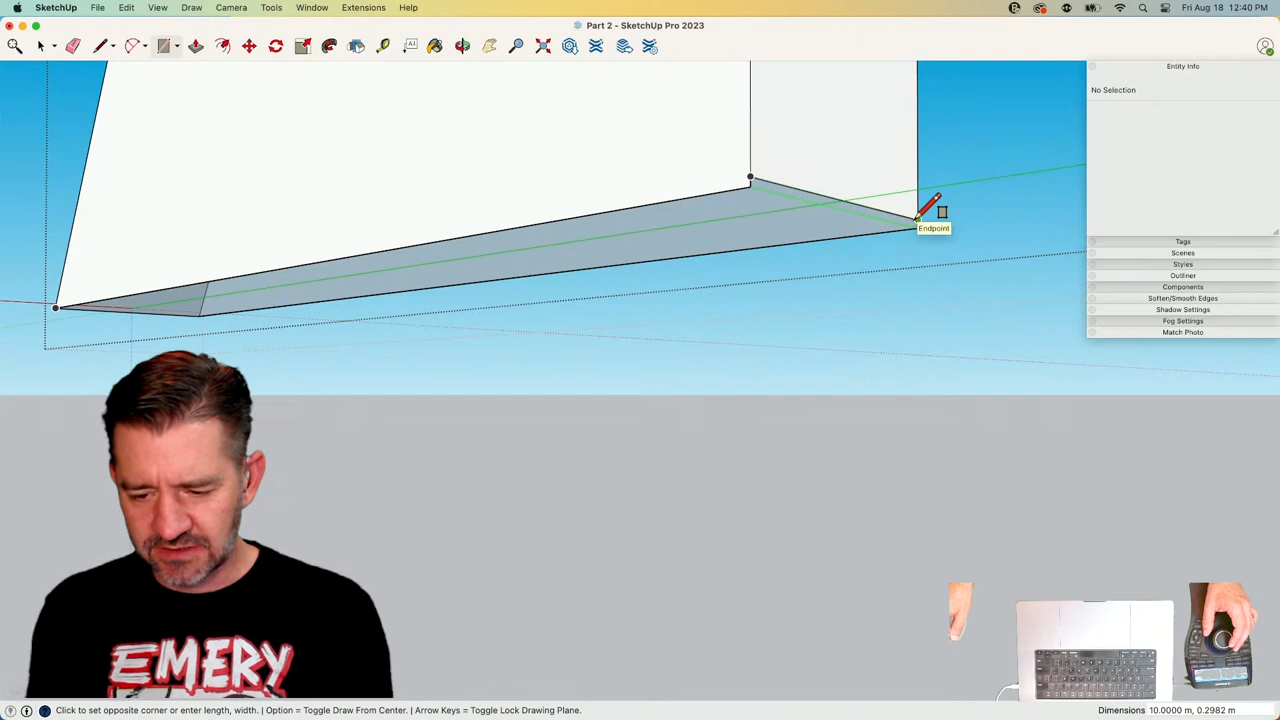 SketchUp File Edit View Draw Camera Tools Window Extensions Help Fri Aug 18 12:40 PM
Part 2 - SketchUp Pro 2023
Entity Info
No Selection
Endpoint
Tags
Scenes
Styles
Outliner
Components
Soften/Smooth Edges
Shadow Settings
Fog Settings
Match Photo
EMERY
Click to set opposite corner or enter length, width. | Option = Toggle Draw From Center. | Arrow Keys = Toggle Lock Drawing Plane. Dimensions 10.0000 m, 0.2982 m